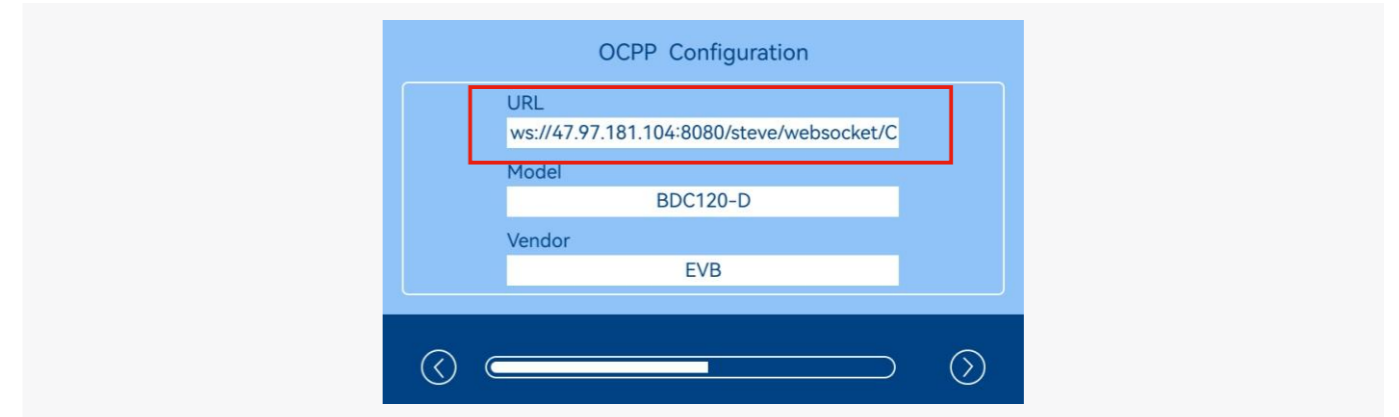 OCPP Configuration
URL
ws://47.97.181.104:8080/steve/websocket/C
Model
BDC120-D
Vendor
EVB